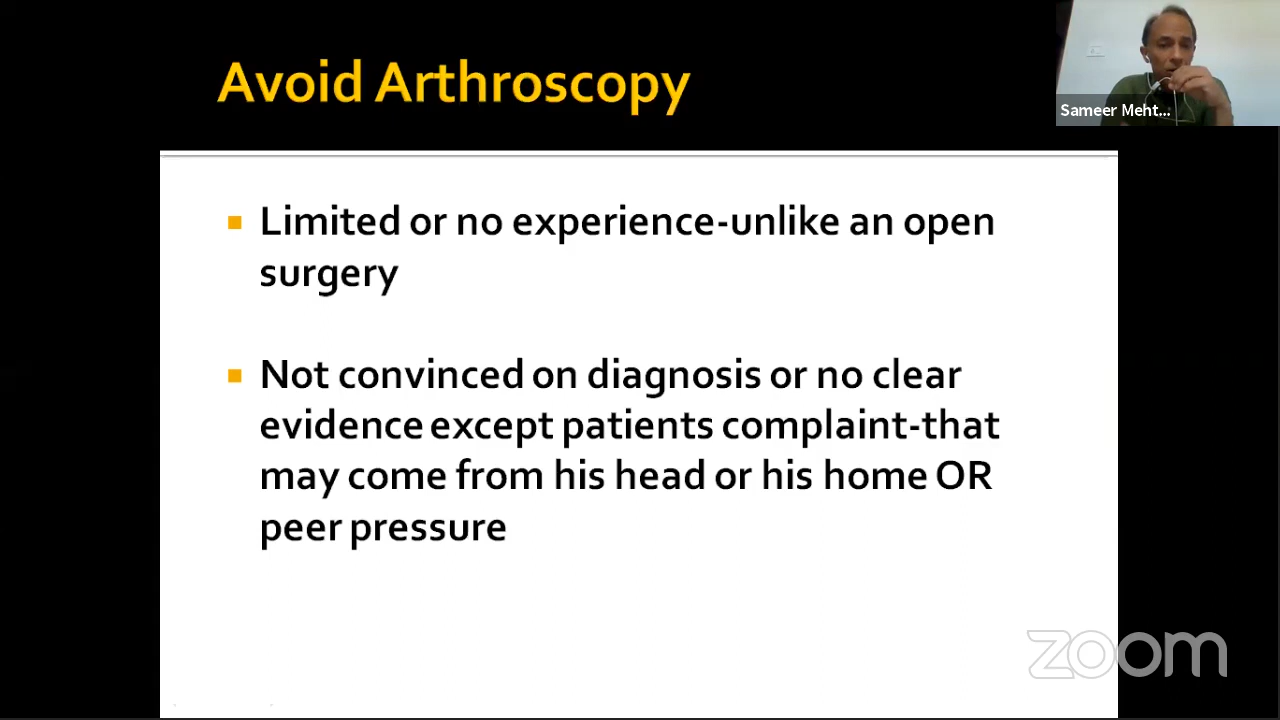 Avoid Arthroscopy
Sameer Meht...
Limited or no experience-unlike an open
surgery
Not convinced on diagnosis or no clear
evidence except patients complaint-that
may come from his head or his home OR
peer pressure
zoom